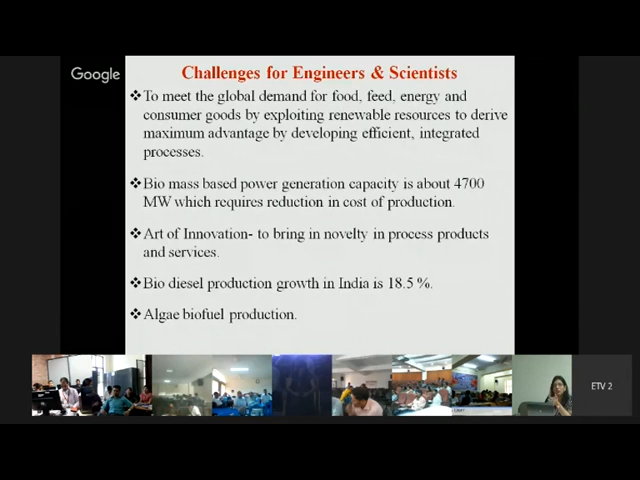 Google
Challenges for Engineers & Scientists
❖To meet the global demand for food, feed, energy and
consumer goods by exploiting renewable resources to derive
maximum advantage by developing efficient, integrated
processes.
❖Bio mass based power generation capacity is about 4700
MW which requires reduction in cost of production.
❖Art of Innovation- to bring in novelty in process products
and services.
❖Bio diesel production growth in India is 18.5 %.
❖Algae biofuel production.
ETV 2